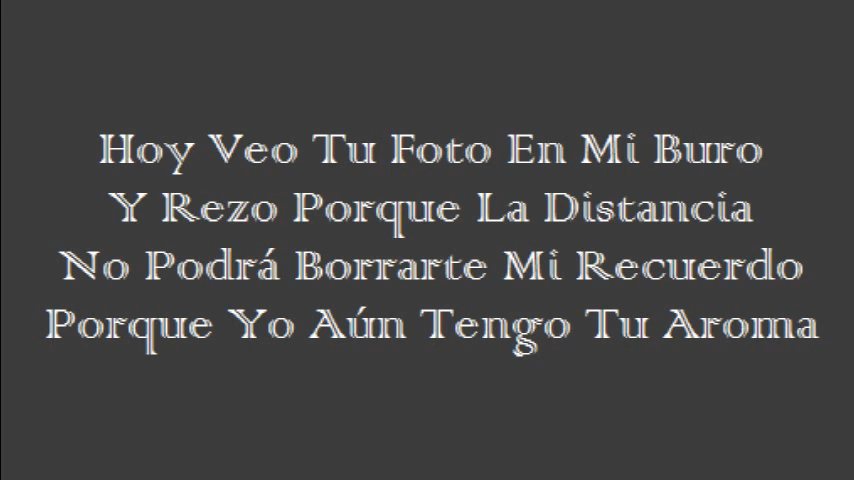 Hoy Veo Tu Foto En Mi Buro
Y Rezo Porque La Distancia
No Podrá Borrarte Mi Recuerdo
Porque Yo Aún Tengo Tu Aroma